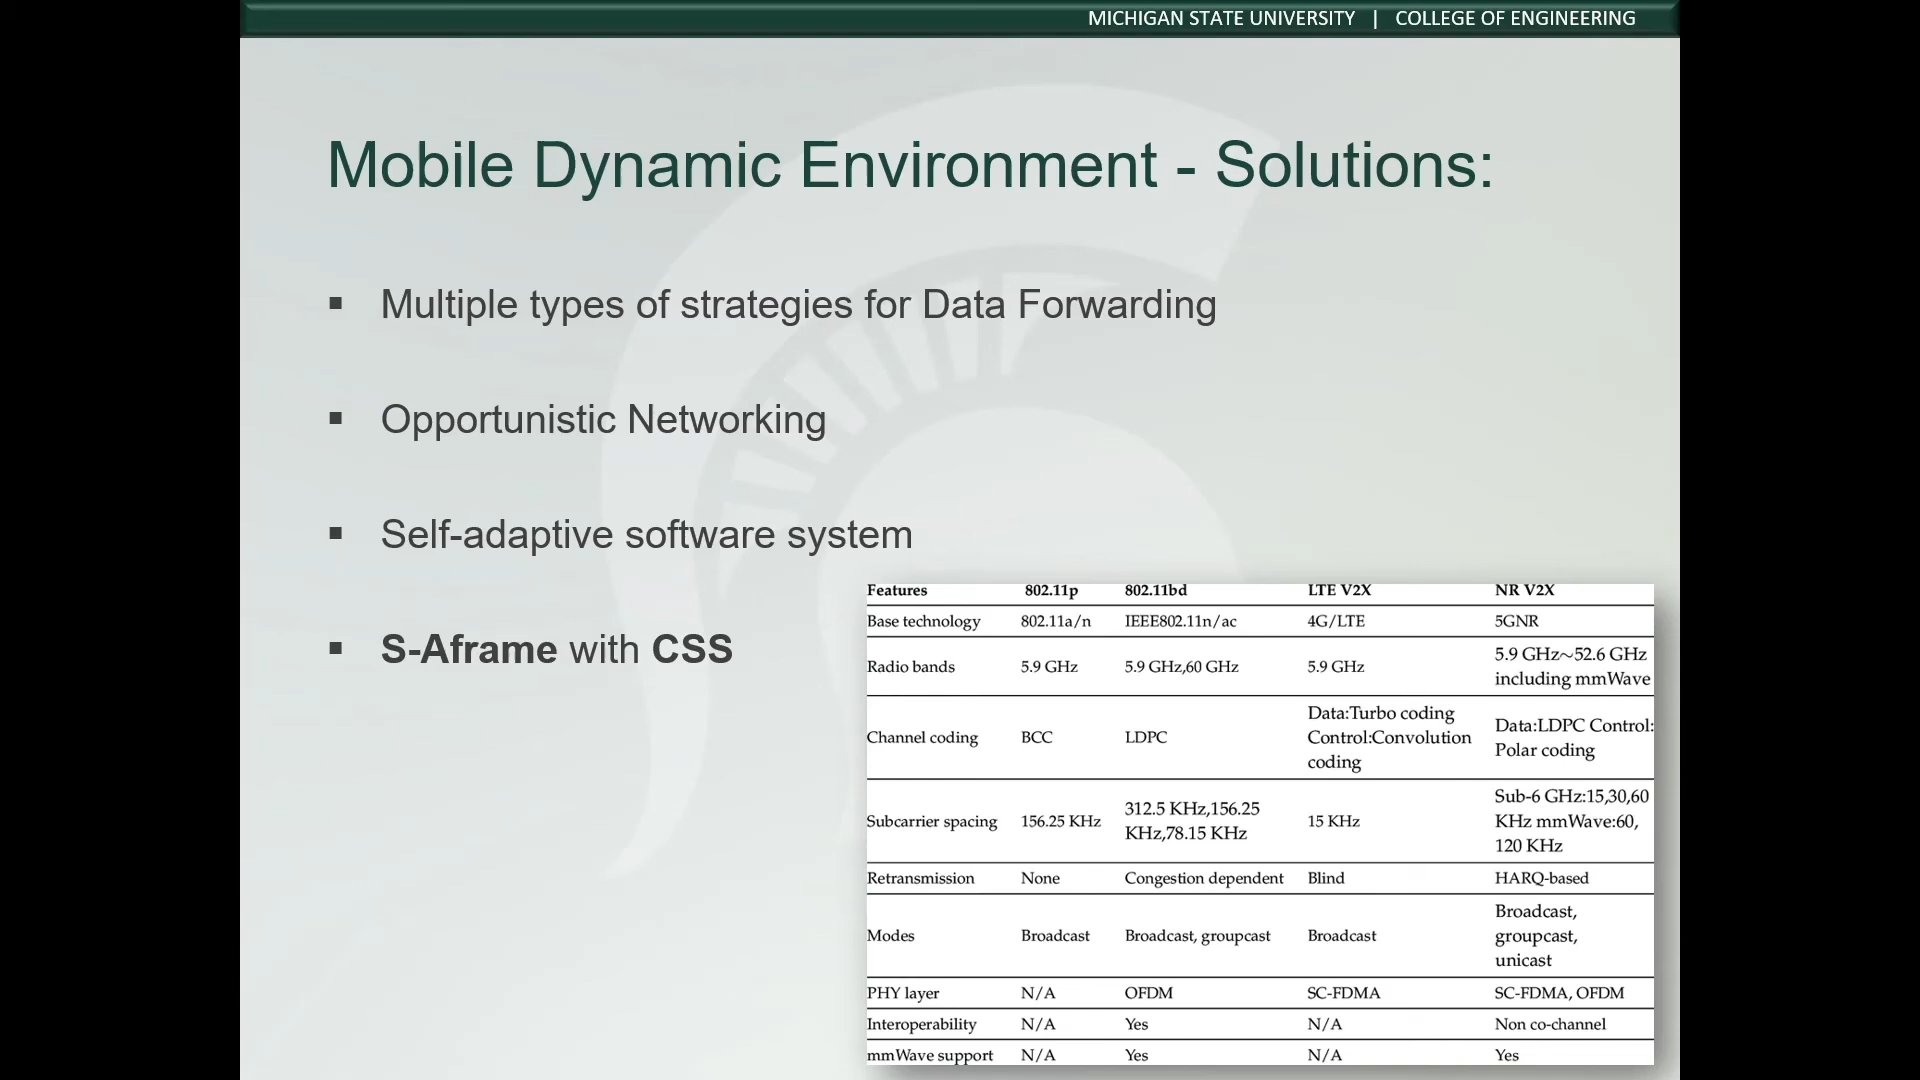 MICHIGAN STATE UNIVERSITY | COLLEGE OF ENGINEERING
Mobile Dynamic Environment - Solutions:
▪ Multiple types of strategies for Data Forwarding
▪ Opportunistic Networking
▪ Self-adaptive software system
▪ S-Aframe with CSS
Features 802.11p 802.11bd LTE V2X NR V2X
Base technology 802.11a/n IEEE802.11n/ac 4G/LTE 5GNR
Radio bands 5.9 GHz 5.9 GHz,60 GHz 5.9 GHz 5.9 GHz~52.6 GHz
including mmWave
Channel coding BCC LDPC Data:Turbo coding
Control:Convolution
coding
Data:LDPC Control:
Polar coding
Subcarrier spacing 156.25 KHz 312.5 KHz,156.25
KHz,78.15 KHz
15 KHz
Sub-6 GHz:15,30,60
KHz mmWave:60,
120 KHz
Retransmission None Congestion dependent Blind HARQ-based
Modes Broadcast Broadcast, groupcast Broadcast Broadcast,
groupcast,
unicast
PHY layer N/A OFDM SC-FDMA SC-FDMA, OFDM
Interoperability N/A Yes N/A Non co-channel
mmWave support N/A Yes N/A Yes